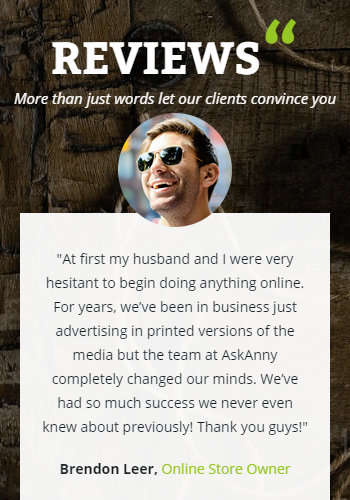 REVIEWS“
More than just words let our clients convince you
"At first my husband and I were very
hesitant to begin doing anything online.
For years, we’ve been in business just
advertising in printed versions of the
media but the team at AskAnny
completely changed our minds. We’ve
had so much success we never even
knew about previously! Thank you guys!"
Brendon Leer, Online Store Owner